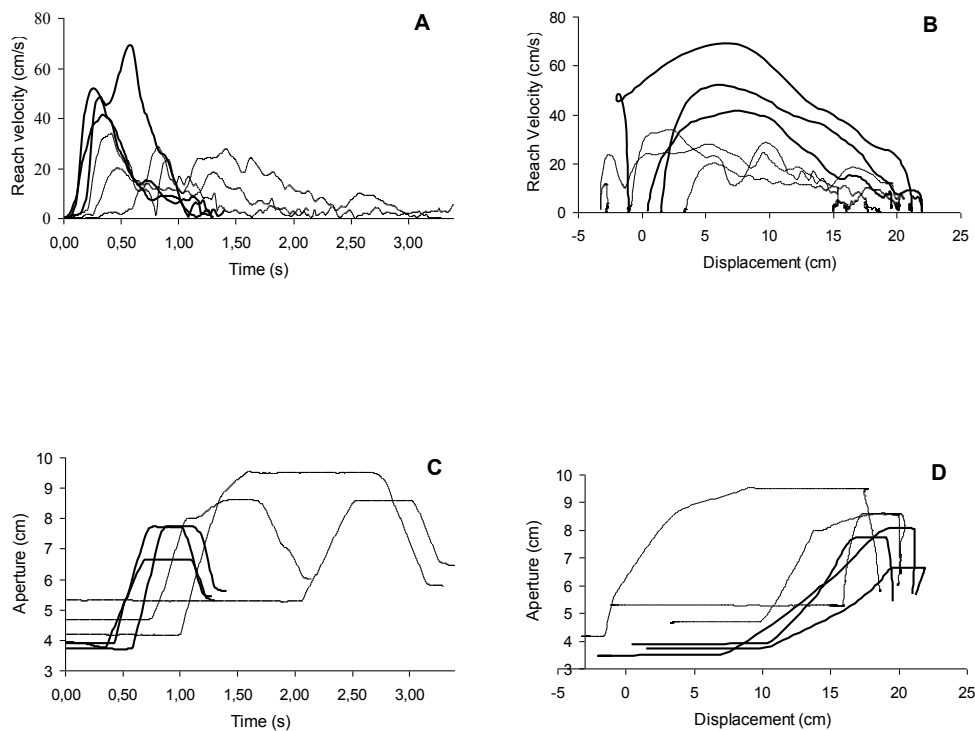 A
Reach velocity (cm/s)
80
60
40
20
0
0,00 0,50 1,00 1,50 2,00 2,50 3,00
Time (s)
B
Reach Velocity (cm/s)
80
60
40
20
0
-5 0 5 10 15 20 25
Displacement (cm)
C
Aperture (cm)
10
9
8
7
6
5
4
3
0,00 0,50 1,00 1,50 2,00 2,50 3,00
Time (s)
D
Aperture (cm)
10
9
8
7
6
5
4
3
-5 0 5 10 15 20 25
Displacement (cm)